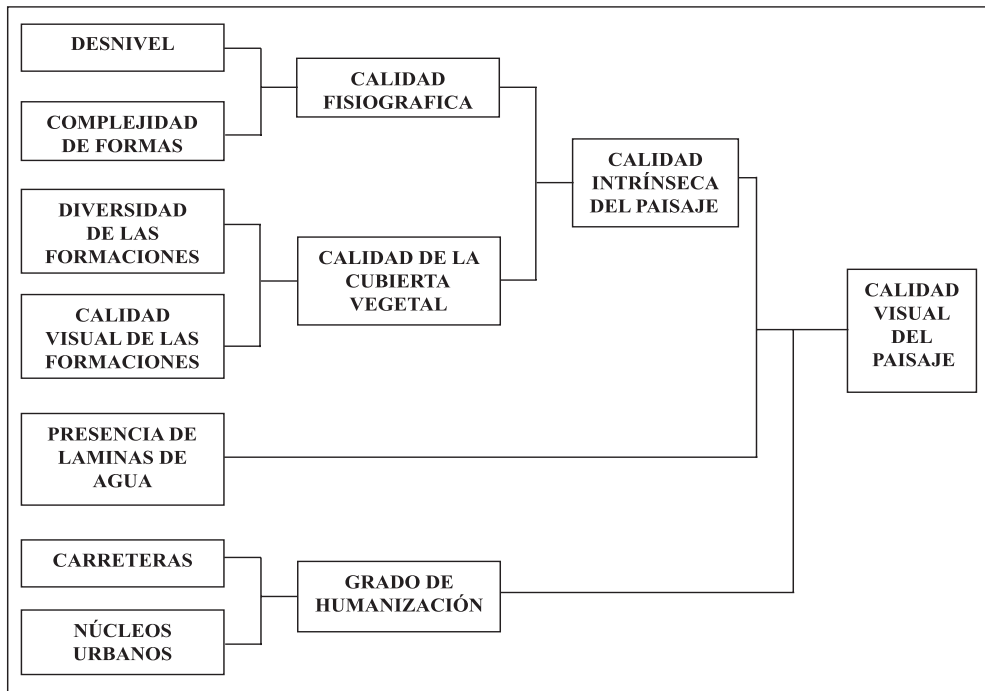 DESNIVEL
COMPLEJIDAD
DE FORMAS
DIVERSIDAD
DE LAS
FORMACIONES
CALIDAD
VISUAL DE LAS
FORMACIONES
PRESENCIA DE
LAMINAS DE
AGUA
CARRETERAS
NÚCLEOS
URBANOS
CALIDAD
FISIOGRAFICA
CALIDAD DE LA
CUBIERTA
VEGETAL
GRADO DE
HUMANIZACIÓN
CALIDAD
INTRÍNSECA
DEL PAISAJE
CALIDAD
VISUAL
DEL
PAISAJE